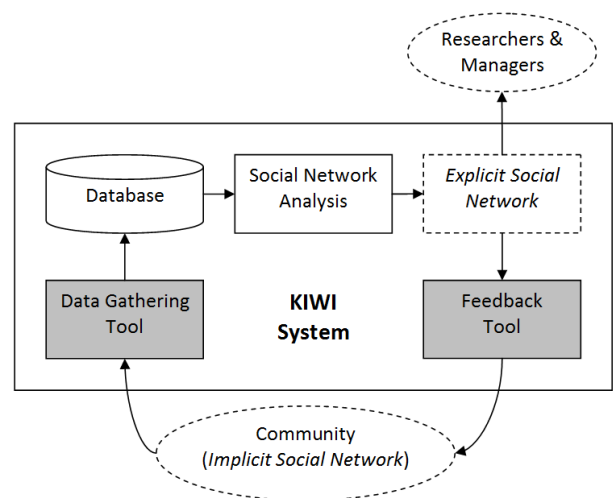 Researchers &
Managers
Database
Social Network
Analysis
Explicit Social
Network
Data Gathering
Tool
KIWI
System
Feedback
Tool
Community
(Implicit Social Network)